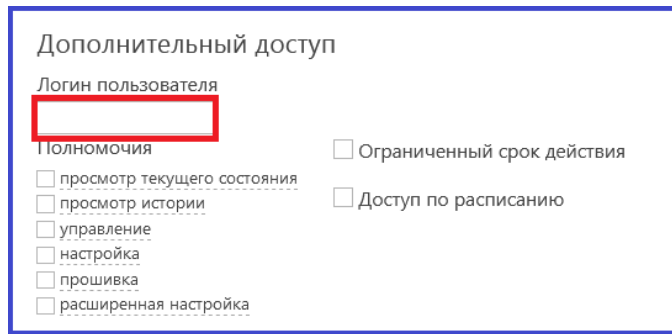 Дополнительный доступ
Логин пользователя
Полномочия
просмотр текущего состояния
просмотр истории
управление
настройка
прошивка
расширенная настройка
Ограниченный срок действия
Доступ по расписанию